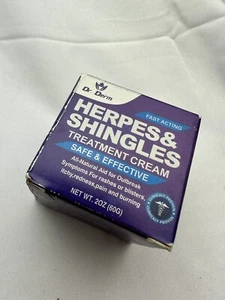 Dr. Derm
FAST ACTING
HERPES&
SHINGLES
TREATMENT CREAM
SAFE & EFFECTIVE
All-Natural Aid for Outbreak
Symptoms For rashes or blisters,
itchy,redness,pain and burning
NET WT. 2OZ (60G)